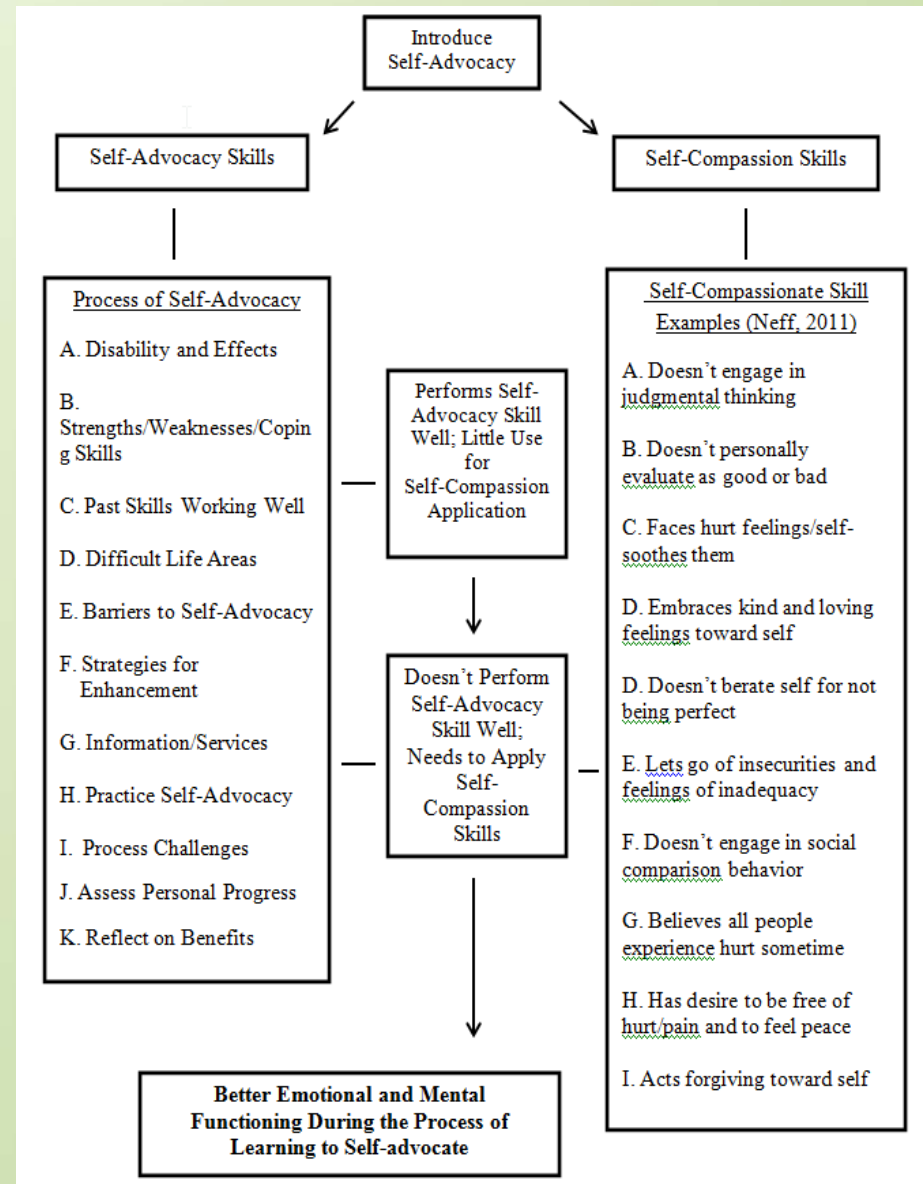 Introduce
Self-Advocacy
Self-Advocacy Skills
Self-Compassion Skills
Process of Self-Advocacy
A. Disability and Effects
B.
Strengths/Weaknesses/Copin
g Skills
C. Past Skills Working Well
D. Difficult Life Areas
E. Barriers to Self-Advocacy
F. Strategies for
Enhancement
G. Information/Services
H. Practice Self-Advocacy
I. Process Challenges
J. Assess Personal Progress
K. Reflect on Benefits
Performs Self-
Advocacy Skill
Well; Little Use
for
Self-Compassion
Application
Doesn’t Perform
Self-Advocacy
Skill Well;
Needs to Apply
Self-
Compassion
Skills
Self-Compassionate Skill
Examples (Neff, 2011)
A. Doesn’t engage in
judgmental thinking
B. Doesn’t personally
evaluate as good or bad
C. Faces hurt feelings/self-
soothes them
D. Embraces kind and loving
feelings toward self
D. Doesn’t berate self for not
being perfect
E. Lets go of insecurities and
feelings of inadequacy
F. Doesn’t engage in social
comparison behavior
G. Believes all people
experience hurt sometime
H. Has desire to be free of
hurt/pain and to feel peace
I. Acts forgiving toward self
Better Emotional and Mental
Functioning During the Process of
Learning to Self-advocate